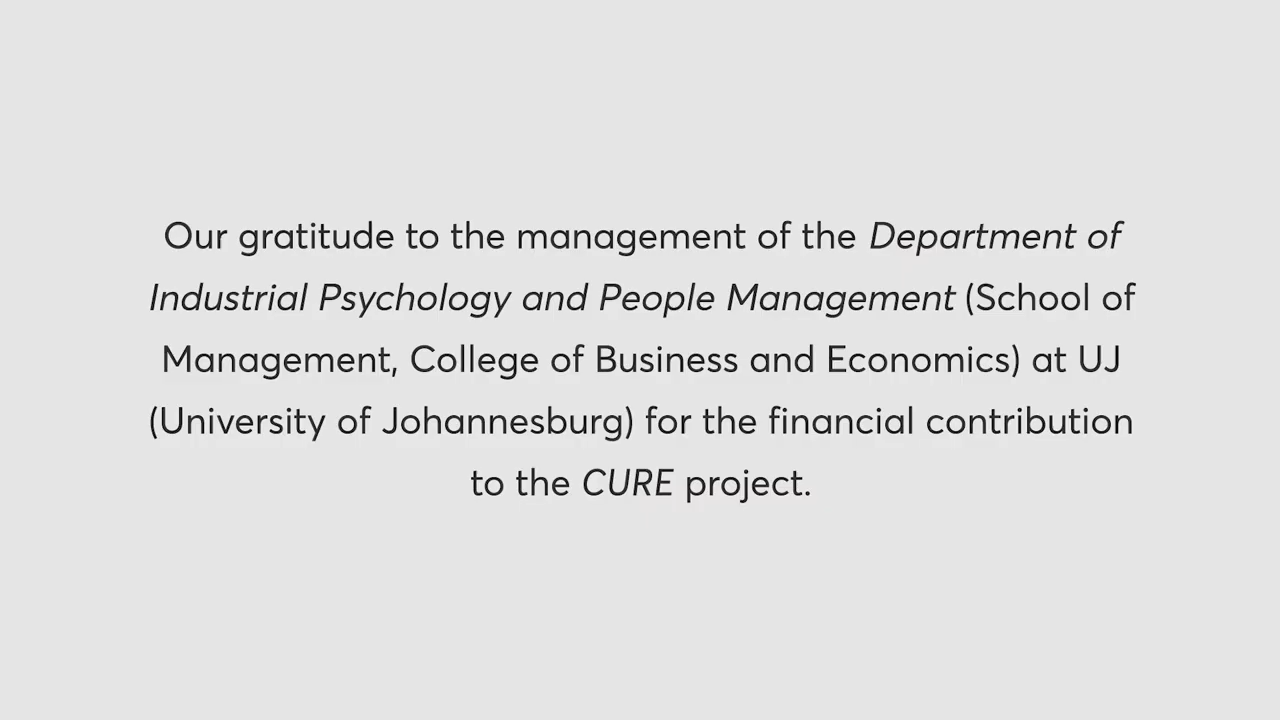 Our gratitude to the management of the Department of
Industrial Psychology and People Management (School of
Management, College of Business and Economics) at UJ
(University of Johannesburg) for the financial contribution
to the CURE project.